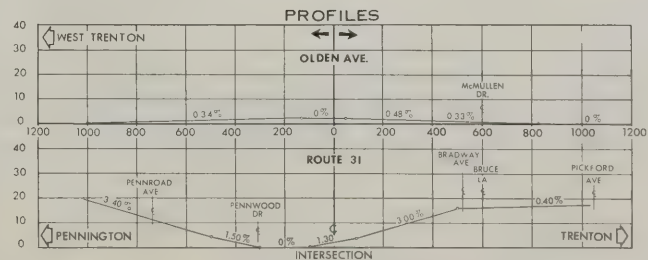 PROFILES
40
WEST TRENTON
30
OLDEN AVE.
20
McMULLEN
DR.
10
0.34%
0%
0.48%
0.33%
0%
0
1200 1000 800 600 400 200 0 200 400 600 800 1000 1200
40
ROUTE 31
BRADWAY
AVE
BRUCE
LA
PICKFORD
AVE
30
PENNROAD
AVE
20
3.40%
PENNWOOD
DR
3.00%
0.40%
10
PENNINGTON
1.50%
0%
1.30
TRENTON
0
INTERSECTION